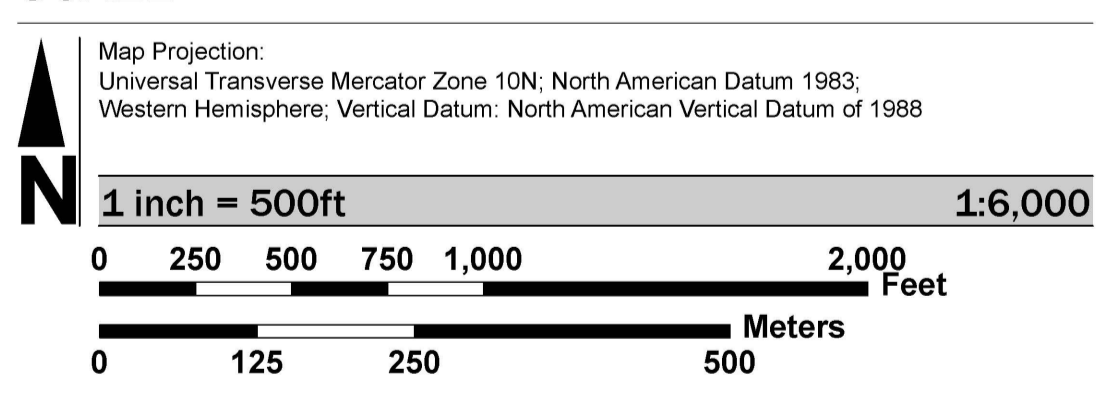 Map Projection:
Universal Transverse Mercator Zone 10N; North American Datum 1983;
Western Hemisphere; Vertical Datum: North American Vertical Datum of 1988
N
1 inch = 500ft 1:6,000
0 250 500 750 1,000 2,000
Feet
Meters
0 125 250 500